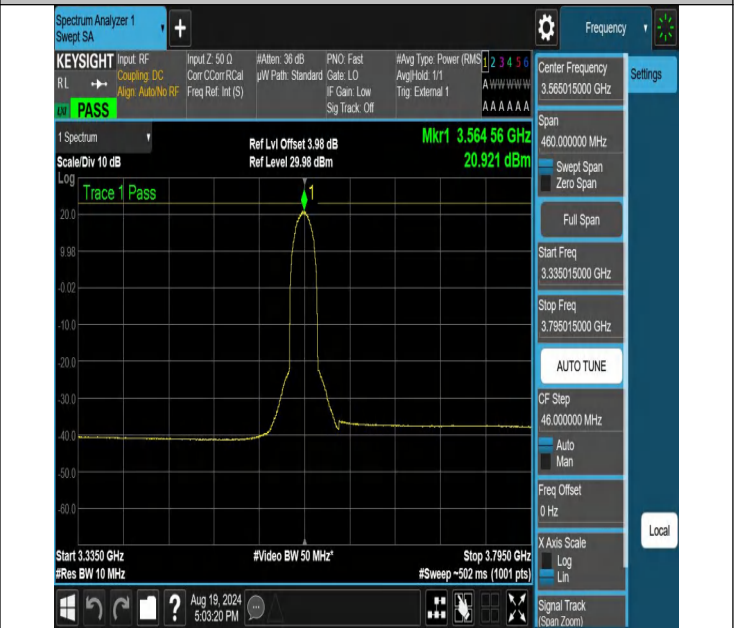 Spectrum Analyzer 1
Swept SA
+
Frequency
KEYSIGHT
RL
PASS
Input: RF
Coupling: DC
Align: Auto/No RF
Input Z: 50 Ω
Corr CCorr RCal
Freq Ref: Int (S)
#Atten: 36 dB
µW Path: Standard
PNO: Fast
Gate: LO
IF Gain: Low
Sig Track: Off
#Avg Type: Power (RMS
Avg|Hold: 1/1
Trig: External 1
1 2 3 4 5 6
A W W W W W
A A A A A A
1 Spectrum
Scale/Div 10 dB
Log
Ref Lvl Offset 3.98 dB
Ref Level 29.98 dBm
Mkr1 3.564 56 GHz
20.921 dBm
Trace 1 Pass
1
20.0
9.98
-0.02
-10.0
-20.0
-30.0
-40.0
-50.0
-60.0
Start 3.3350 GHz
#Res BW 10 MHz
#Video BW 50 MHz*
Stop 3.7950 GHz
#Sweep ~502 ms (1001 pts)
Aug 19, 2024
5:03:20 PM
?
Center Frequency
3.565015000 GHz
Settings
Span
460.000000 MHz
Swept Span
Zero Span
Full Span
Start Freq
3.335015000 GHz
Stop Freq
3.795015000 GHz
AUTO TUNE
CF Step
46.000000 MHz
Auto
Man
Freq Offset
0 Hz
X Axis Scale
Log
Lin
Local
Signal Track
(Span Zoom)